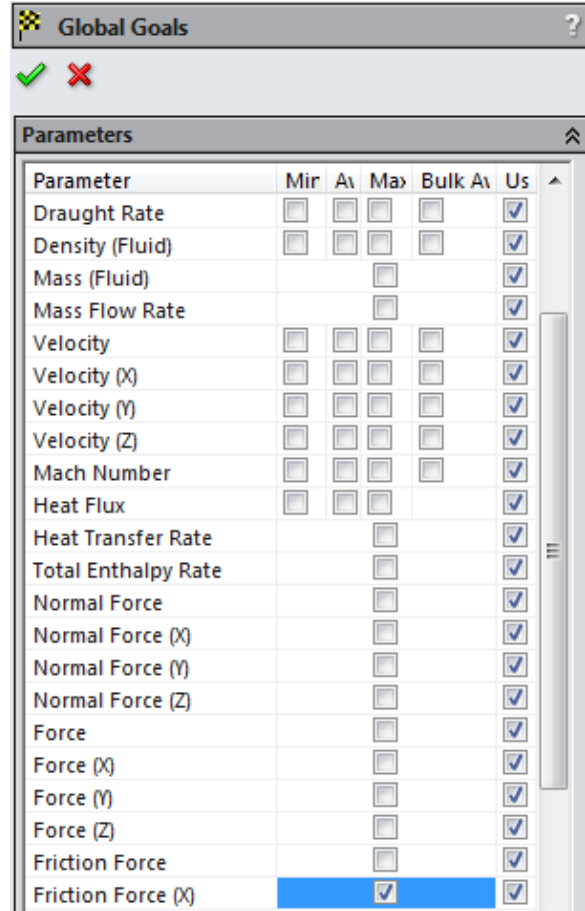 Global Goals ?
Parameters
Parameter Mir Av Max Bulk Av Us
Draught Rate
Density (Fluid)
Mass (Fluid)
Mass Flow Rate
Velocity
Velocity (X)
Velocity (Y)
Velocity (Z)
Mach Number
Heat Flux
Heat Transfer Rate
Total Enthalpy Rate
Normal Force
Normal Force (X)
Normal Force (Y)
Normal Force (Z)
Force
Force (X)
Force (Y)
Force (Z)
Friction Force
Friction Force (X)